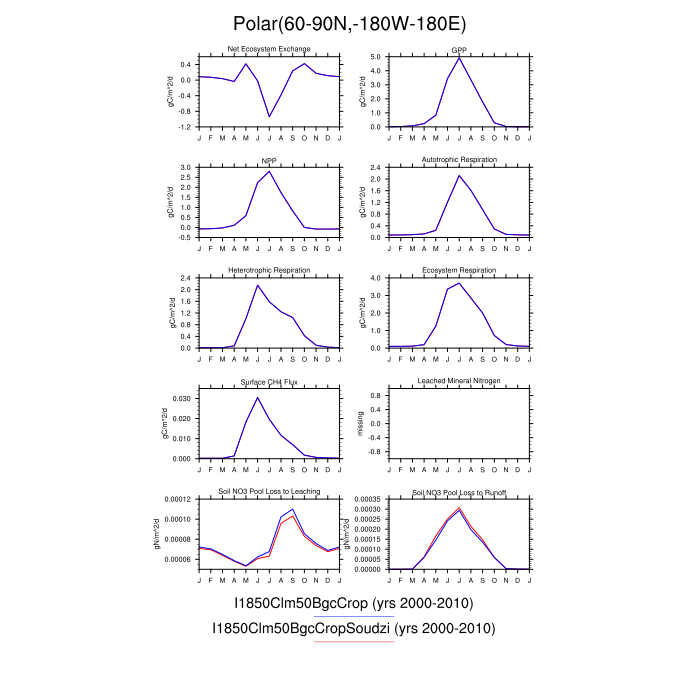 Polar(60-90N,-180W-180E)
Net Ecosystem Exchange
gC/m^2/d
0.4
0.0
-0.4
-0.8
-1.2
J F M A M J J A S O N D J
GPP
gC/m^2/d
5.0
4.0
3.0
2.0
1.0
0.0
J F M A M J J A S O N D J
NPP
gC/m^2/d
3.0
2.5
2.0
1.5
1.0
0.5
0.0
-0.5
J F M A M J J A S O N D J
Autotrophic Respiration
gC/m^2/d
2.4
2.0
1.6
1.2
0.8
0.4
0.0
J F M A M J J A S O N D J
Heterotrophic Respiration
gC/m^2/d
2.4
2.0
1.6
1.2
0.8
0.4
0.0
J F M A M J J A S O N D J
Ecosystem Respiration
gC/m^2/d
4.0
3.0
2.0
1.0
0.0
J F M A M J J A S O N D J
Surface CH4 Flux
gC/m^2/d
0.030
0.020
0.010
0.000
J F M A M J J A S O N D J
Leached Mineral Nitrogen
missing
0.8
0.4
-0.0
-0.4
-0.8
J F M A M J J A S O N D J
Soil NO3 Pool Loss to Leaching
gN/m^2/d
0.00012
0.00010
0.00008
0.00006
J F M A M J J A S O N D J
Soil NO3 Pool Loss to Runoff
gN/m^2/d
0.00035
0.00030
0.00025
0.00020
0.00015
0.00010
0.00005
0.00000
J F M A M J J A S O N D J
I1850Clm50BgcCrop (yrs 2000-2010)
I1850Clm50BgcCropSoudzi (yrs 2000-2010)